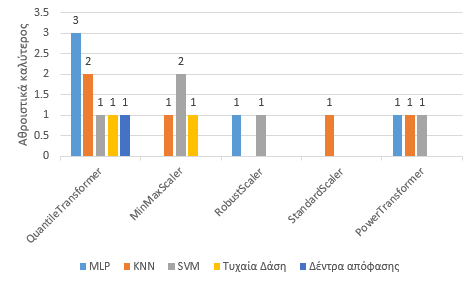 Αθροιστικά καλύτερος
3.5
3
2.5
2
1.5
1
0.5
0
3
2
1
1
1
1
2
1
1
1
1
1
1
1
QuantileTransformer
MinMaxScaler
RobustScaler
StandardScaler
PowerTransformer
MLP
KNN
SVM
Τυχαία Δάση
Δέντρα απόφασης